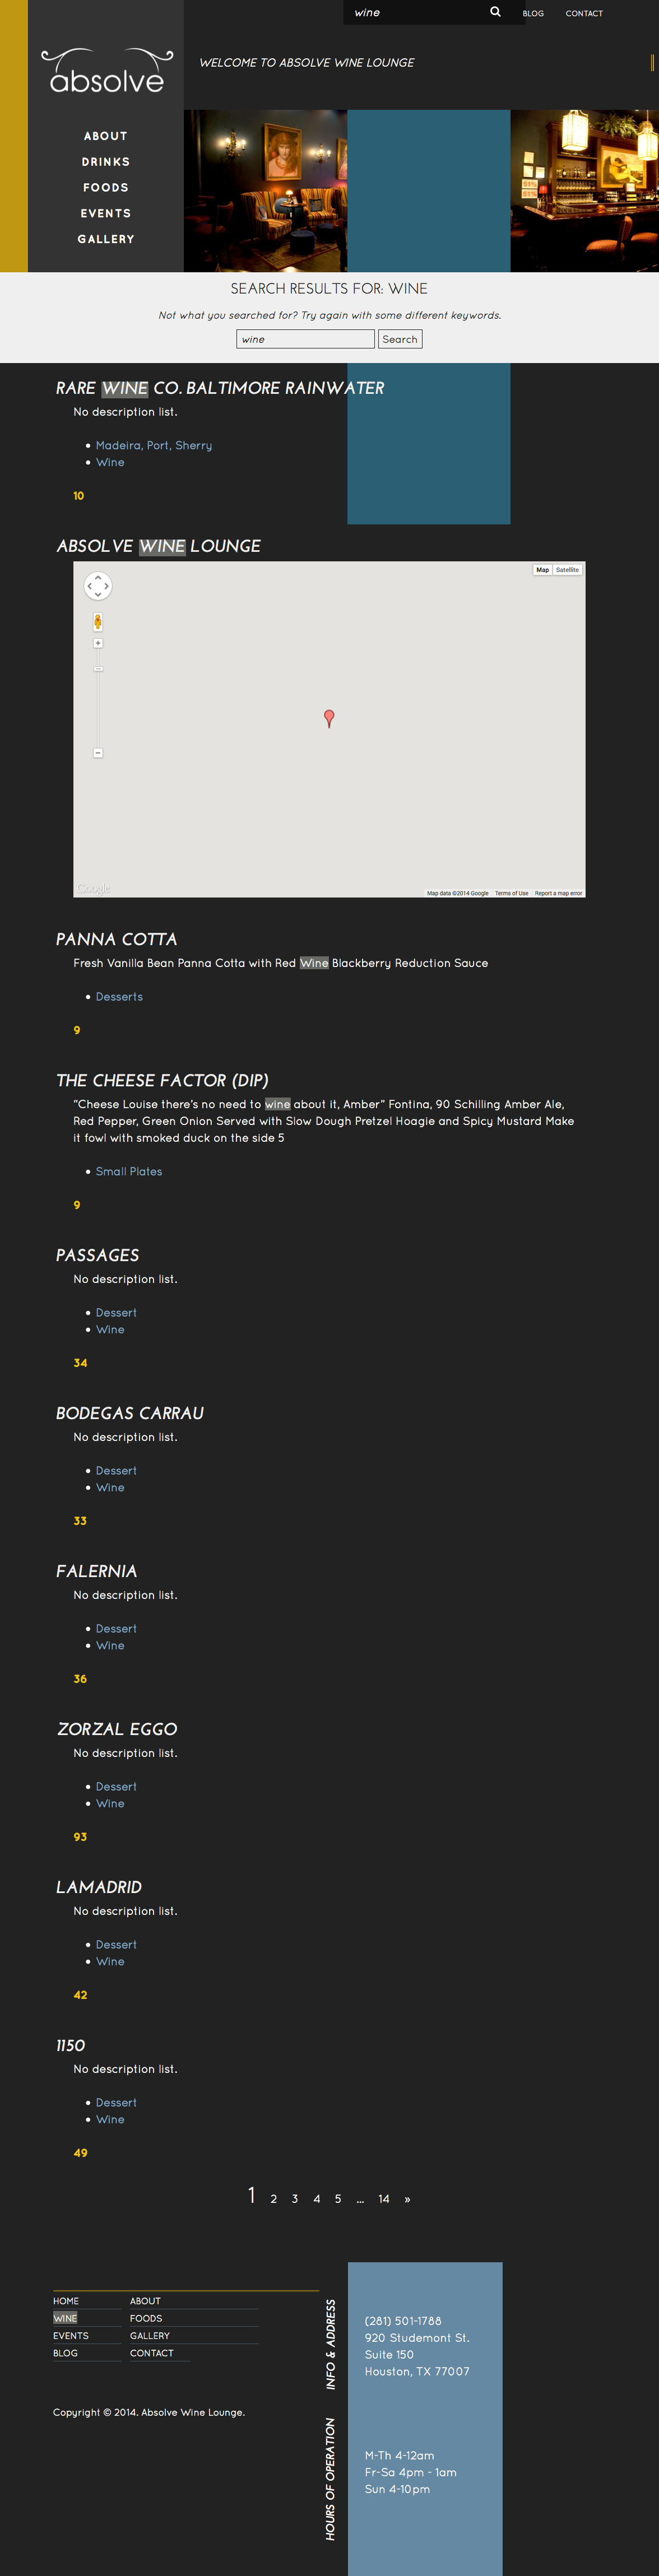 wine
BLOG
CONTACT
absolve
WELCOME TO ABSOLVE WINE LOUNGE
ABOUT
DRINKS
FOODS
EVENTS
GALLERY
SEARCH RESULTS FOR: WINE
Not what you searched for? Try again with some different keywords.
wine
Search
RARE WINE CO. BALTIMORE RAINWATER
No description list.
• Madeira, Port, Sherry
• Wine
10
ABSOLVE WINE LOUNGE
Map
Satellite
Google
Map data ©2014 Google
Terms of Use
Report a map error
PANNA COTTA
Fresh Vanilla Bean Panna Cotta with Red Wine Blackberry Reduction Sauce
• Desserts
9
THE CHEESE FACTOR (DIP)
“Cheese Louise there’s no need to wine about it, Amber” Fontina, 90 Schilling Amber Ale,
Red Pepper, Green Onion Served with Slow Dough Pretzel Hoagie and Spicy Mustard Make
it fowl with smoked duck on the side 5
• Small Plates
9
PASSAGES
No description list.
• Dessert
• Wine
34
BODEGAS CARRAU
No description list.
• Dessert
• Wine
33
FALERNIA
No description list.
• Dessert
• Wine
36
ZORZAL EGGO
No description list.
• Dessert
• Wine
93
LAMADRID
No description list.
• Dessert
• Wine
42
1150
No description list.
• Dessert
• Wine
49
1 2 3 4 5 ... 14 »
HOME
ABOUT
WINE
FOODS
EVENTS
GALLERY
BLOG
CONTACT
Copyright © 2014. Absolve Wine Lounge.
INFO & ADDRESS
(281) 501-1788
920 Studemont St.
Suite 150
Houston, TX 77007
HOURS OF OPERATION
M-Th 4-12am
Fr-Sa 4pm - 1am
Sun 4-10pm